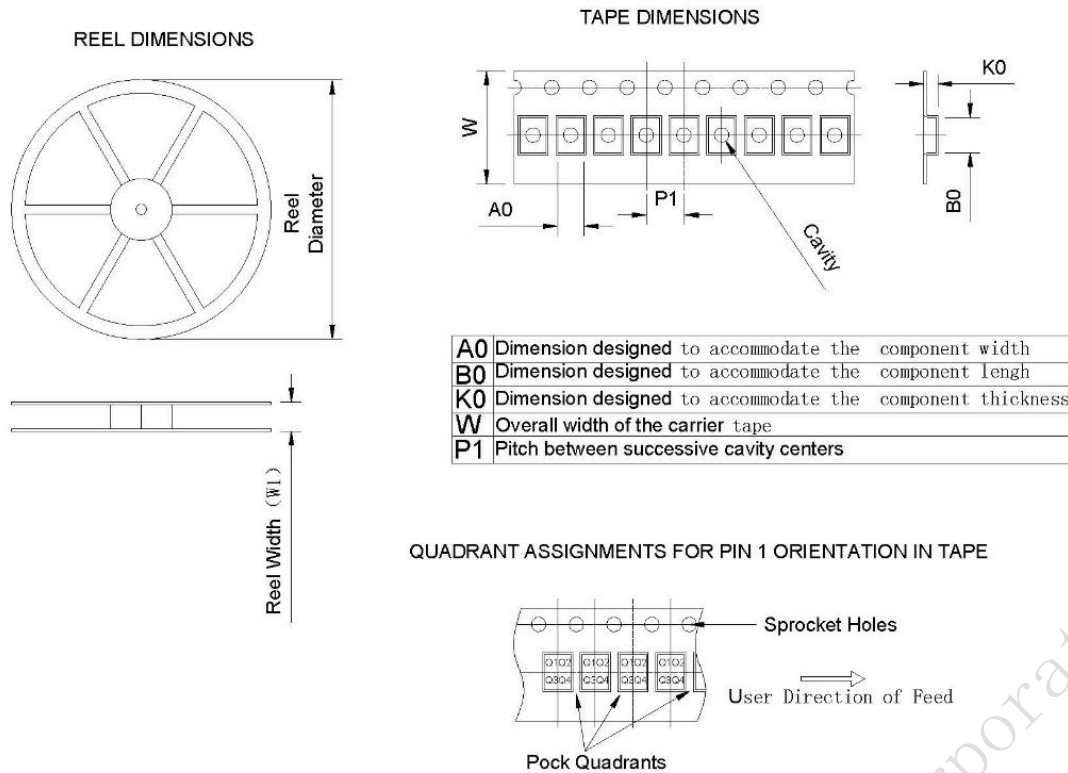 REEL DIMENSIONS
Reel
Diameter
Reel Width (W1)
TAPE DIMENSIONS
W
A0
P1
Cavity
K0
B0
A0 Dimension designed to accommodate the component width
B0 Dimension designed to accommodate the component lengh
K0 Dimension designed to accommodate the component thickness
W Overall width of the carrier tape
P1 Pitch between successive cavity centers
QUADRANT ASSIGNMENTS FOR PIN 1 ORIENTATION IN TAPE
Sprocket Holes
Q1Q2 Q1Q2 Q1Q2 Q1Q2
Q3Q4 Q3Q4 Q3Q4 Q3Q4
User Direction of Feed
Pock Quadrants